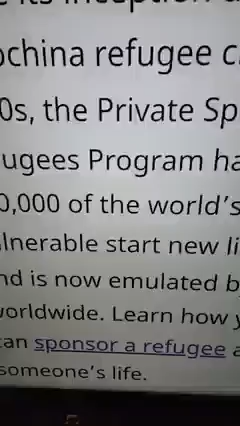 ochina refugee c
0s, the Private Sp
ugees Program ha
0,000 of the world's
lnerable start new li
nd is now emulated b
worldwide. Learn how y
can sponsor a refugee a
someone's life.